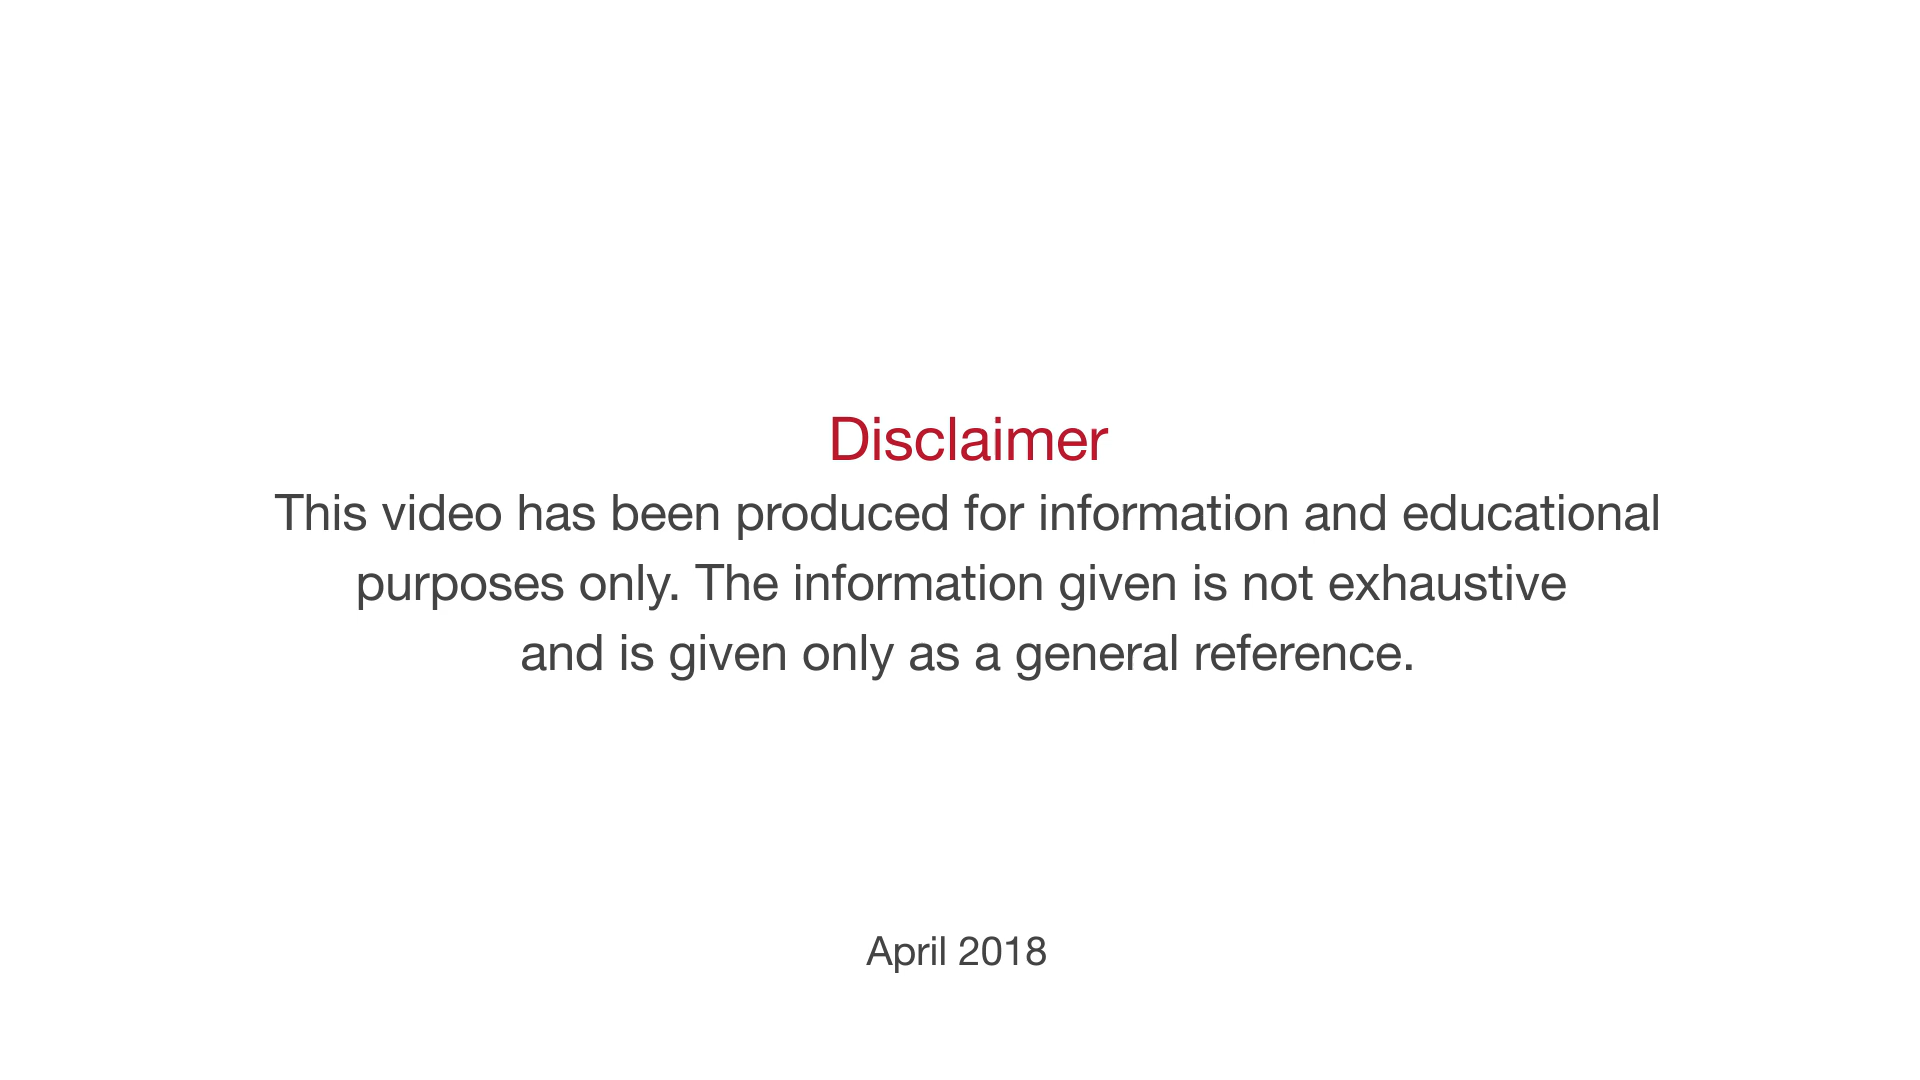 Disclaimer
This video has been produced for information and educational
purposes only. The information given is not exhaustive
and is given only as a general reference.
April 2018